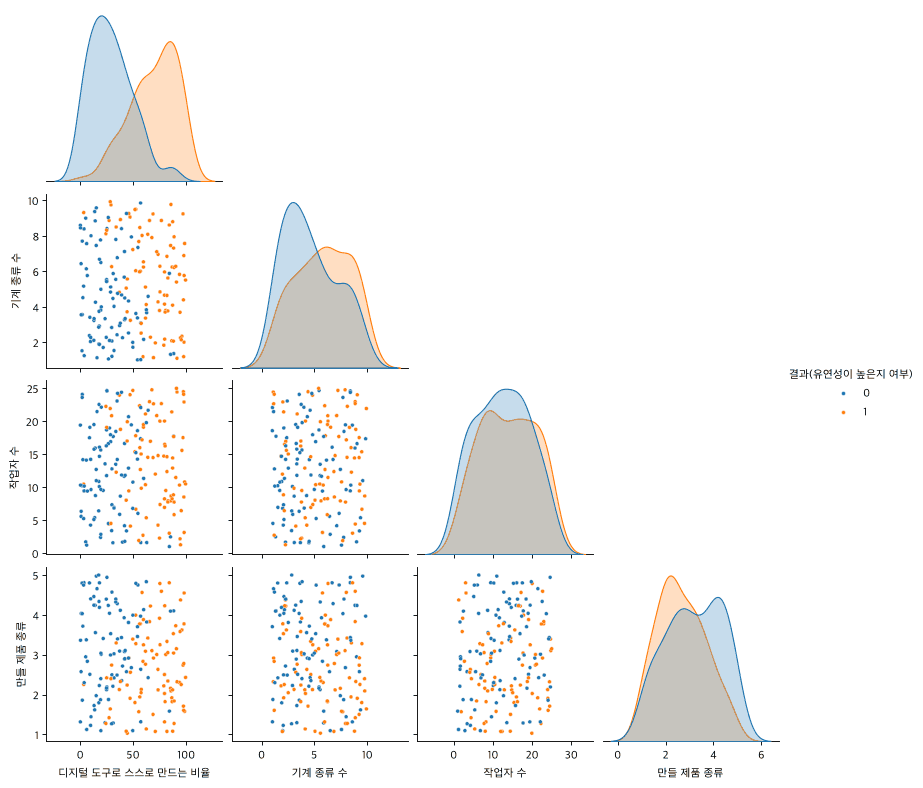 10
8
6
4
2
기계 종류 수
25
20
15
10
5
0
작업자 수
결과(유연성이 높은지 여부)
0
1
5
4
3
2
1
만들 제품 종류
0 50 100
0 5 10
0 10 20 30
0 2 4 6
디지털 도구로 스스로 만드는 비율
기계 종류 수
작업자 수
만들 제품 종류